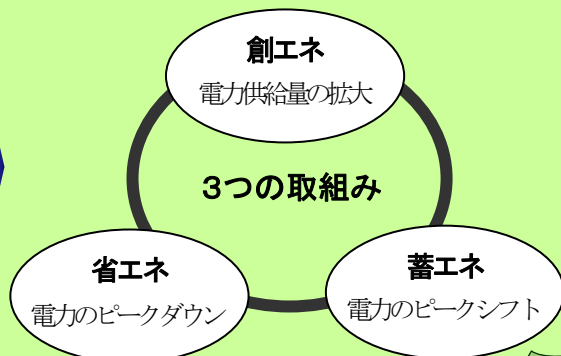 創エネ
電力供給量の拡大
3つの取組み
省エネ
電力のピークダウン
蓄エネ
電力のピークシフト